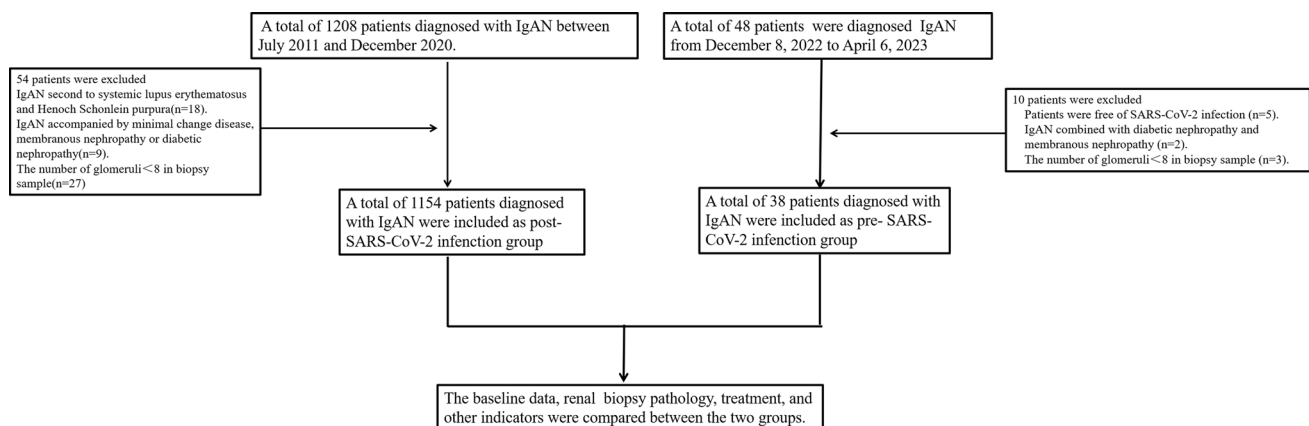 A total of 1208 patients diagnosed with IgAN between
July 2011 and December 2020.
A total of 48 patients were diagnosed IgAN
from December 8, 2022 to April 6, 2023
54 patients were excluded
IgAN second to systemic lupus erythematosus
and Henoch Schonlein purpura(n=18).
IgAN accompanied by minimal change disease,
membranous nephropathy or diabetic
nephropathy(n=9).
The number of glomeruli<8 in biopsy
sample(n=27)
10 patients were excluded
Patients were free of SARS-CoV-2 infection (n=5).
IgAN combined with diabetic nephropathy and
membranous nephropathy (n=2).
The number of glomeruli<8 in biopsy sample (n=3).
A total of 1154 patients diagnosed
with IgAN were included as post-
SARS-CoV-2 infenction group
A total of 38 patients diagnosed with
IgAN were included as pre- SARS-
CoV-2 infenction group
The baseline data, renal biopsy pathology, treatment, and
other indicators were compared between the two groups.